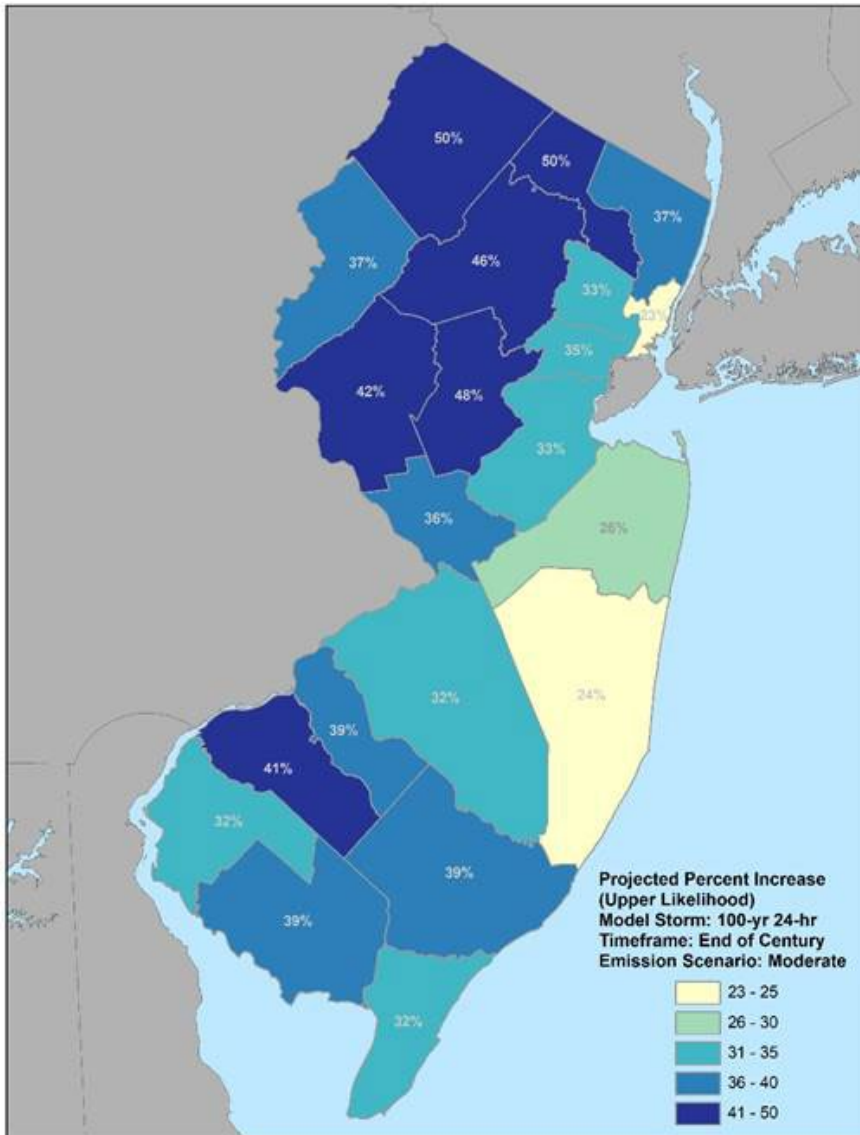 50%
50%
37%
37%
46%
33%
23%
35%
42%
48%
33%
36%
26%
32%
24%
39%
41%
32%
39%
39%
32%
Projected Percent Increase
(Upper Likelihood)
Model Storm: 100-yr 24-hr
Timeframe: End of Century
Emission Scenario: Moderate
23 - 25
26 - 30
31 - 35
36 - 40
41 - 50